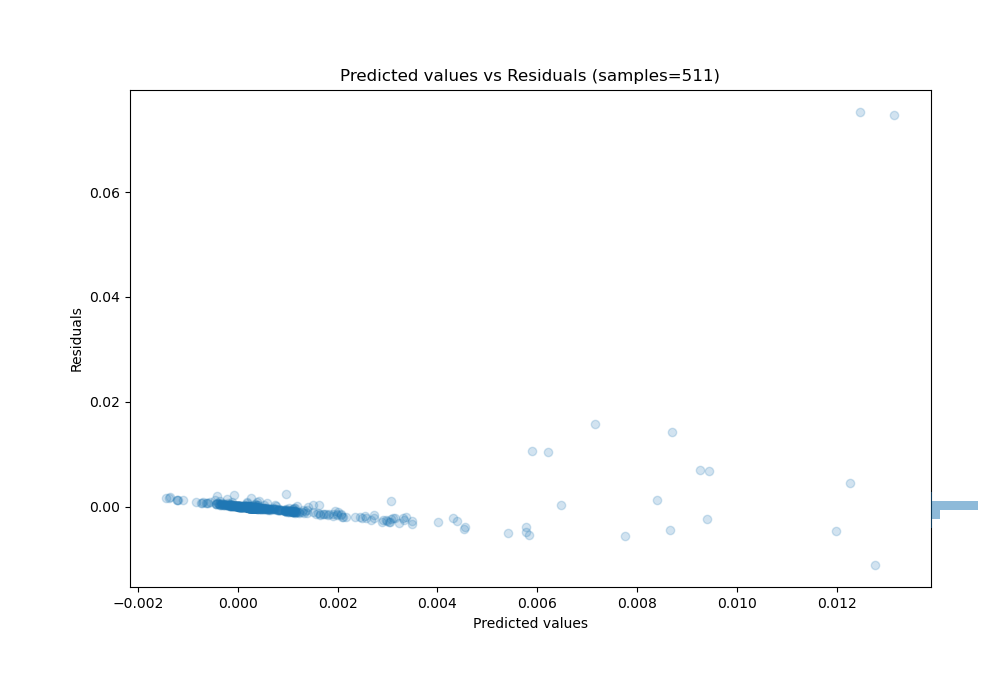 Predicted values vs Residuals (samples=511)
0.06
0.04
0.02
0.00
Residuals
−0.002 0.000 0.002 0.004 0.006 0.008 0.010 0.012
Predicted values